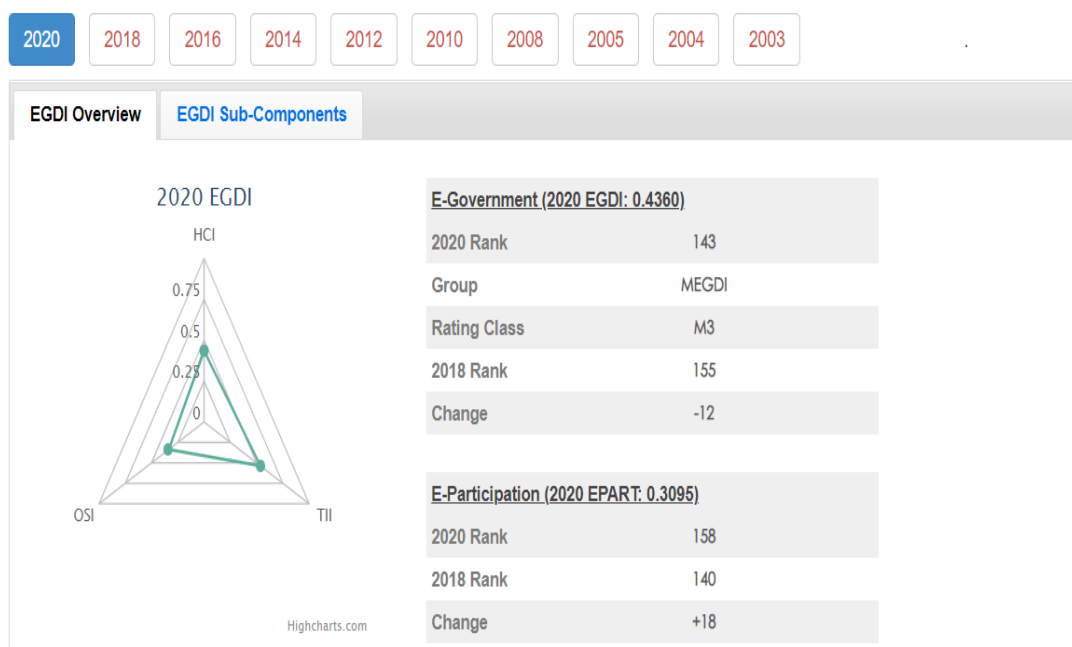 2020 2018 2016 2014 2012 2010 2008 2005 2004 2003 .
EGDI Overview EGDI Sub-Components
2020 EGDI
HCI
0.75
0.5
0.25
0
OSI
TII
Highcharts.com
E-Government (2020 EGDI: 0.4360)
2020 Rank 143
Group MEGDI
Rating Class M3
2018 Rank 155
Change -12
E-Participation (2020 EPART: 0.3095)
2020 Rank 158
2018 Rank 140
Change +18